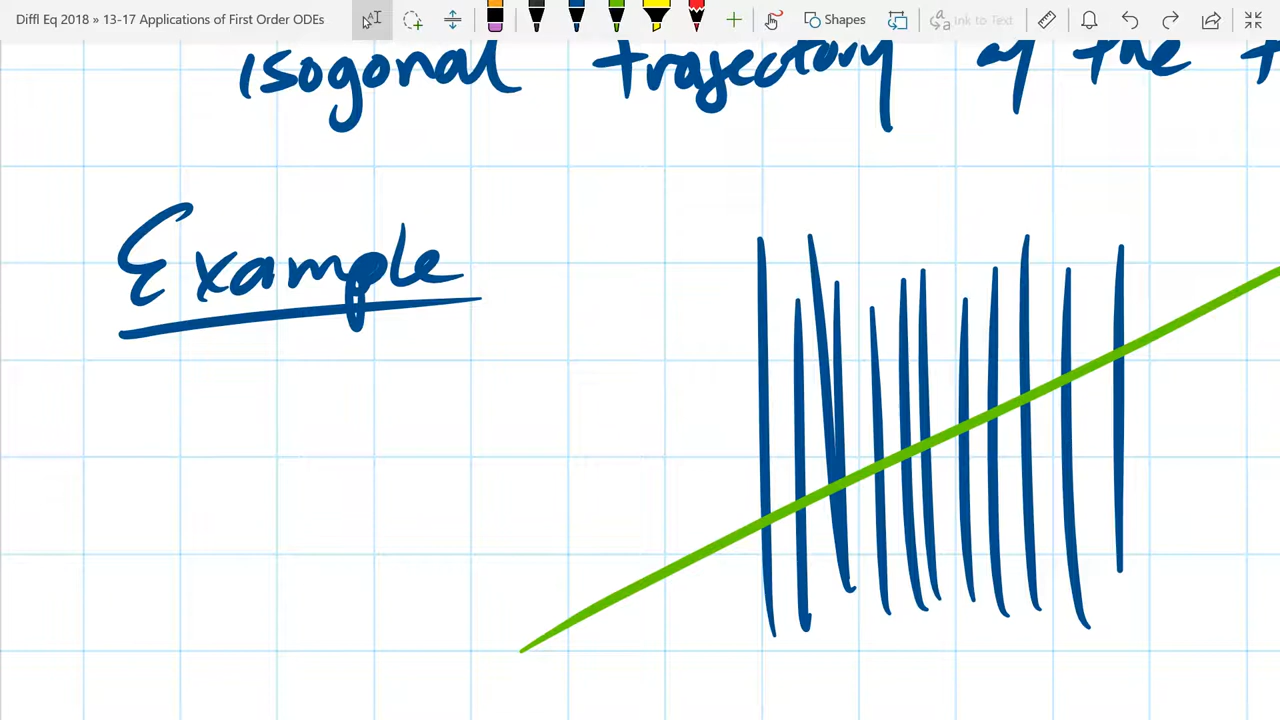 Diffl Eq 2018 » 13-17 Applications of First Order ODEs
Shapes
Ink to Text
isogonal trajectory of the
Example